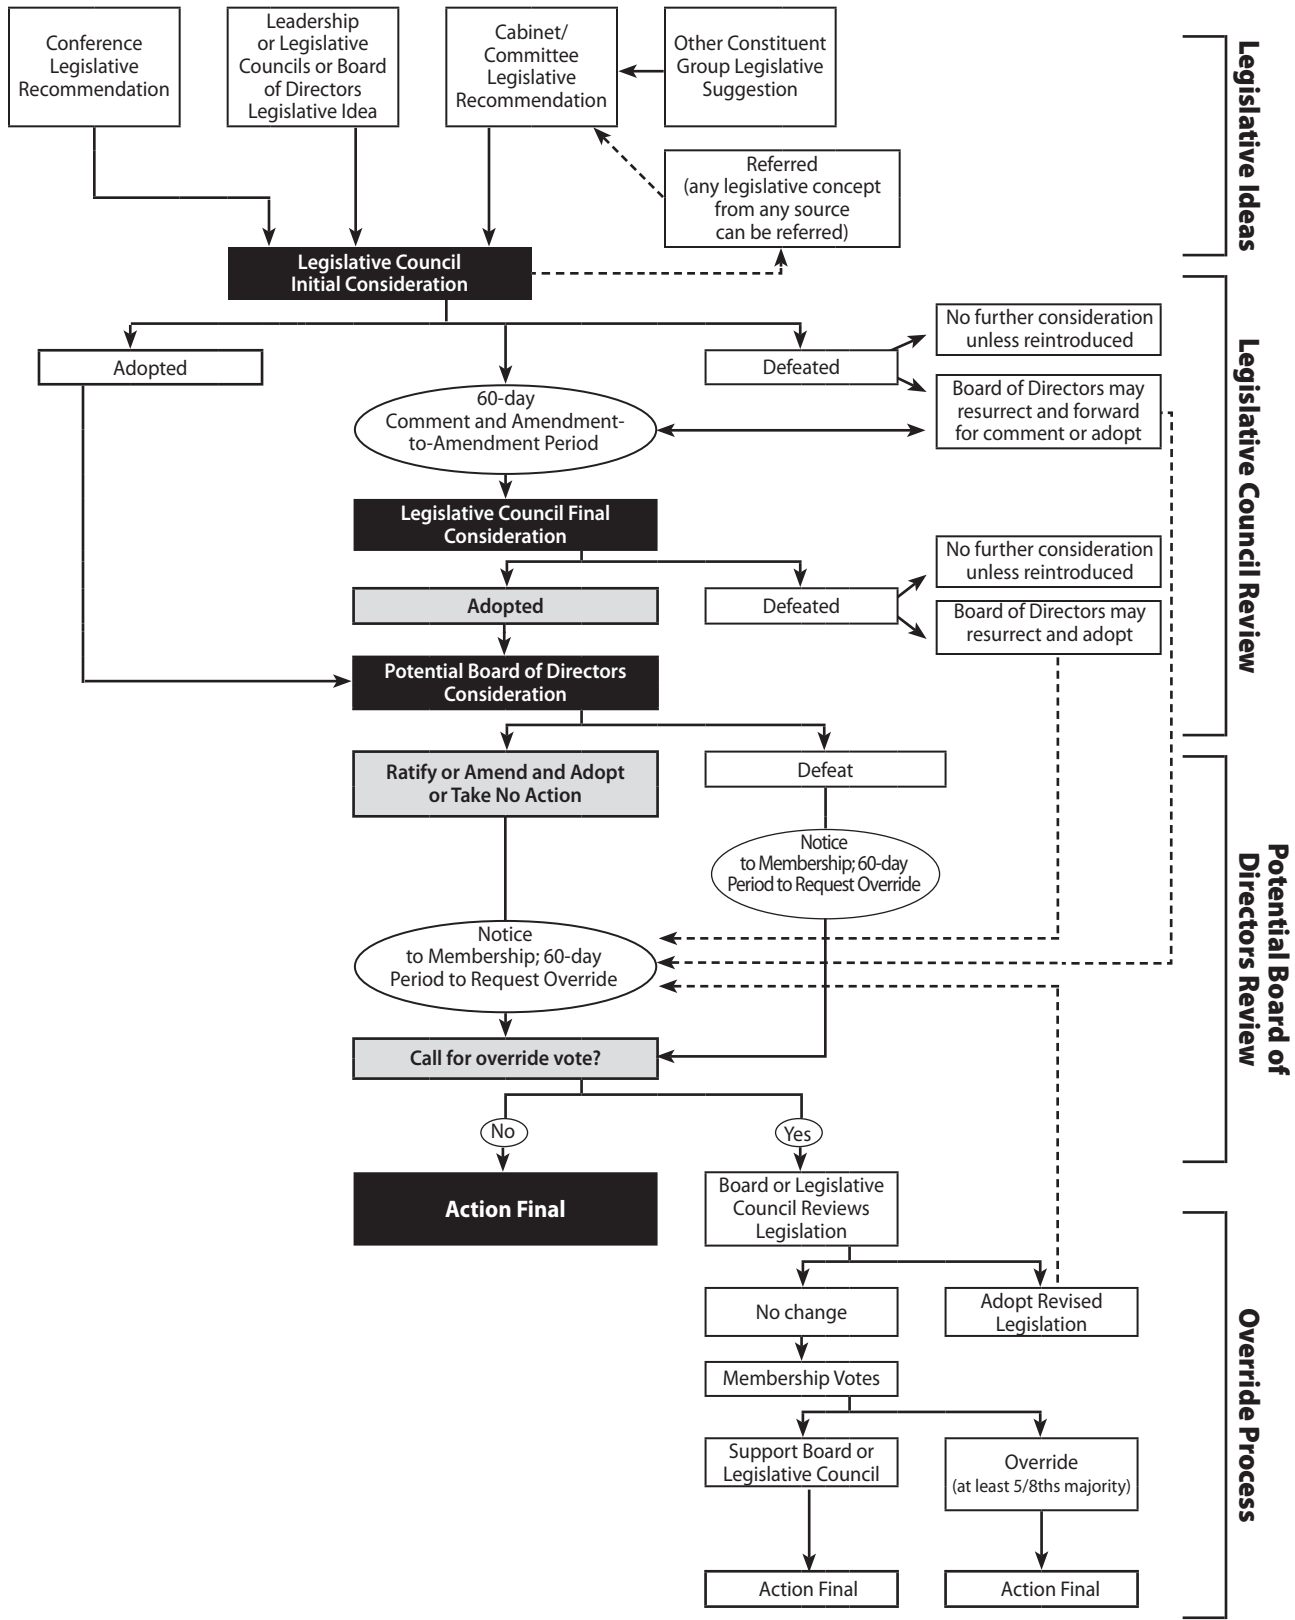 Conference
Legislative
Recommendation
Leadership
or Legislative
Councils or Board
of Directors
Legislative Idea
Cabinet/
Committee
Legislative
Recommendation
Other Constituent
Group Legislative
Suggestion
Referred
(any legislative concept
from any source
can be referred)
Legislative Ideas
Legislative Council
Initial Consideration
Adopted
60-day
Comment and Amendment-
to-Amendment Period
Defeated
No further consideration
unless reintroduced
Board of Directors may
resurrect and forward
for comment or adopt
Legislative Council Final
Consideration
Adopted
Defeated
No further consideration
unless reintroduced
Board of Directors may
resurrect and adopt
Legislative Council Review
Potential Board of Directors
Consideration
Ratify or Amend and Adopt
or Take No Action
Defeat
Notice
to Membership; 60-day
Period to Request Override
Notice
to Membership; 60-day
Period to Request Override
Potential Board of
Directors Review
Call for override vote?
No
Yes
Action Final
Board or Legislative
Council Reviews
Legislation
No change
Adopt Revised
Legislation
Membership Votes
Support Board or
Legislative Council
Override
(at least 5/8ths majority)
Action Final
Action Final
Override Process